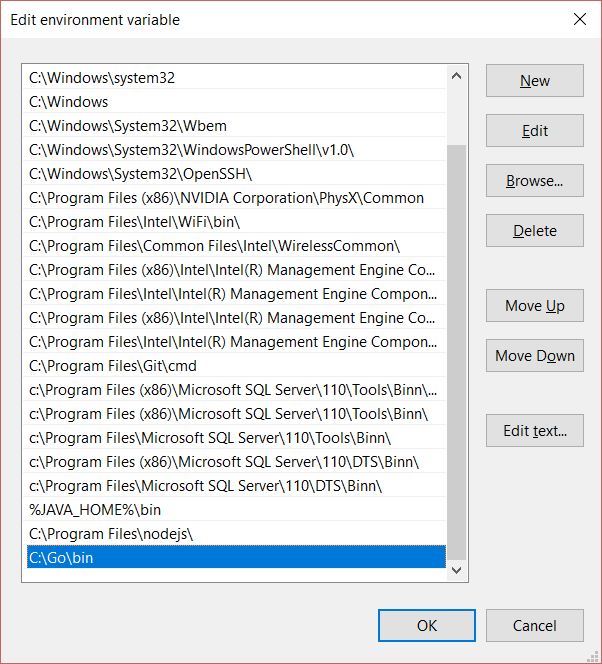 Edit environment variable
C:\Windows\system32
C:\Windows
C:\Windows\System32\Wbem
C:\Windows\System32\WindowsPowerShell\v1.0\
C:\Windows\System32\OpenSSH\
C:\Program Files (x86)\NVIDIA Corporation\PhysX\Common
C:\Program Files\Intel\WiFi\bin\
C:\Program Files\Common Files\Intel\WirelessCommon\
C:\Program Files (x86)\Intel\Intel(R) Management Engine Co...
C:\Program Files\Intel\Intel(R) Management Engine Compon...
C:\Program Files (x86)\Intel\Intel(R) Management Engine Co...
C:\Program Files\Intel\Intel(R) Management Engine Compon...
C:\Program Files\Git\cmd
c:\Program Files (x86)\Microsoft SQL Server\110\Tools\Binn\...
c:\Program Files (x86)\Microsoft SQL Server\110\Tools\Binn\
c:\Program Files\Microsoft SQL Server\110\Tools\Binn\
c:\Program Files (x86)\Microsoft SQL Server\110\DTS\Binn\
c:\Program Files\Microsoft SQL Server\110\DTS\Binn\
%JAVA_HOME%\bin
C:\Program Files\nodejs\
C:\Go\bin
New
Edit
Browse...
Delete
Move Up
Move Down
Edit text...
OK
Cancel